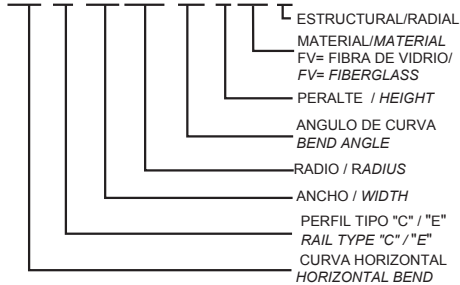 ESTRUCTURAL/RADIAL
MATERIAL/MATERIAL
FV= FIBRA DE VIDRIO/
FV= FIBERGLASS
PERALTE / HEIGHT
ANGULO DE CURVA
BEND ANGLE
RADIO / RADIUS
ANCHO / WIDTH
PERFIL TIPO "C" / "E"
RAIL TYPE "C" / "E"
CURVA HORIZONTAL
HORIZONTAL BEND